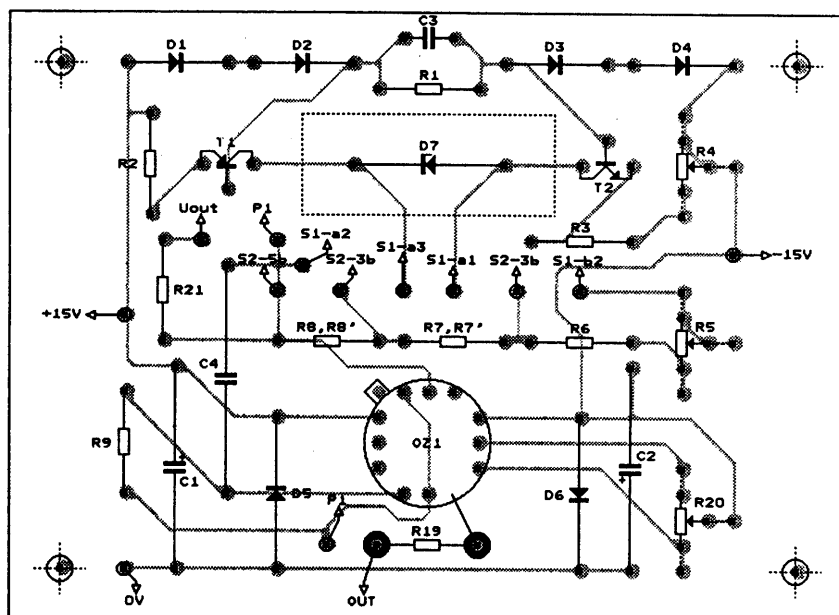 C3
D1 D2 D3 D4
R1
T1 D7 R4
R2 T2
Uout P1 R3
S1-a2
S1-a3
S2-5b S2-3b S1-a1 S2-3b S1-b2 -15V
R21
+15V
R8,R8' R7,R7' R6 R5
C4
R9 OZ1 C2
C1 D5 P1 D6 R20
R19
0V OUT